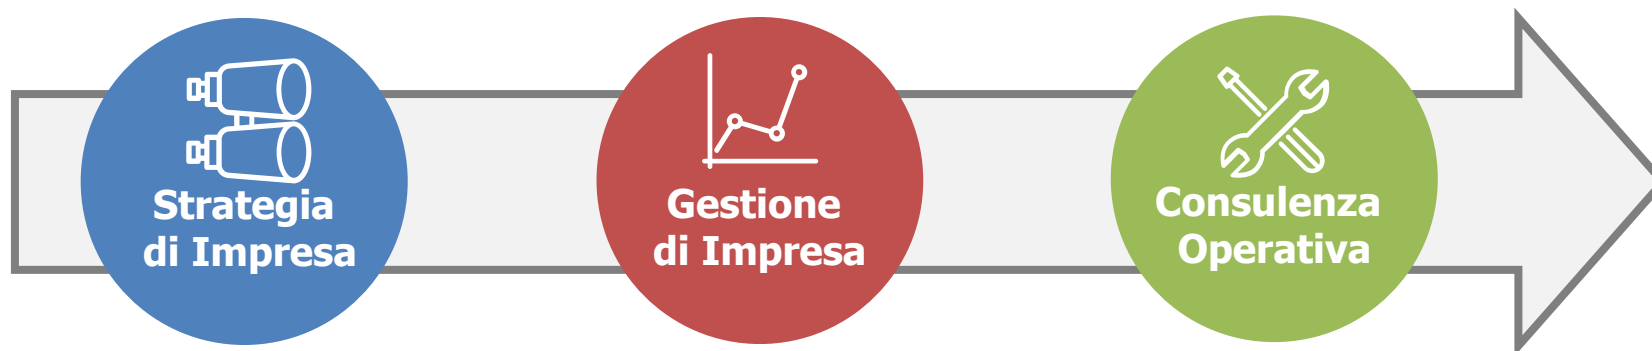 Strategia
di Impresa
Gestione
di Impresa
Consulenza
Operativa